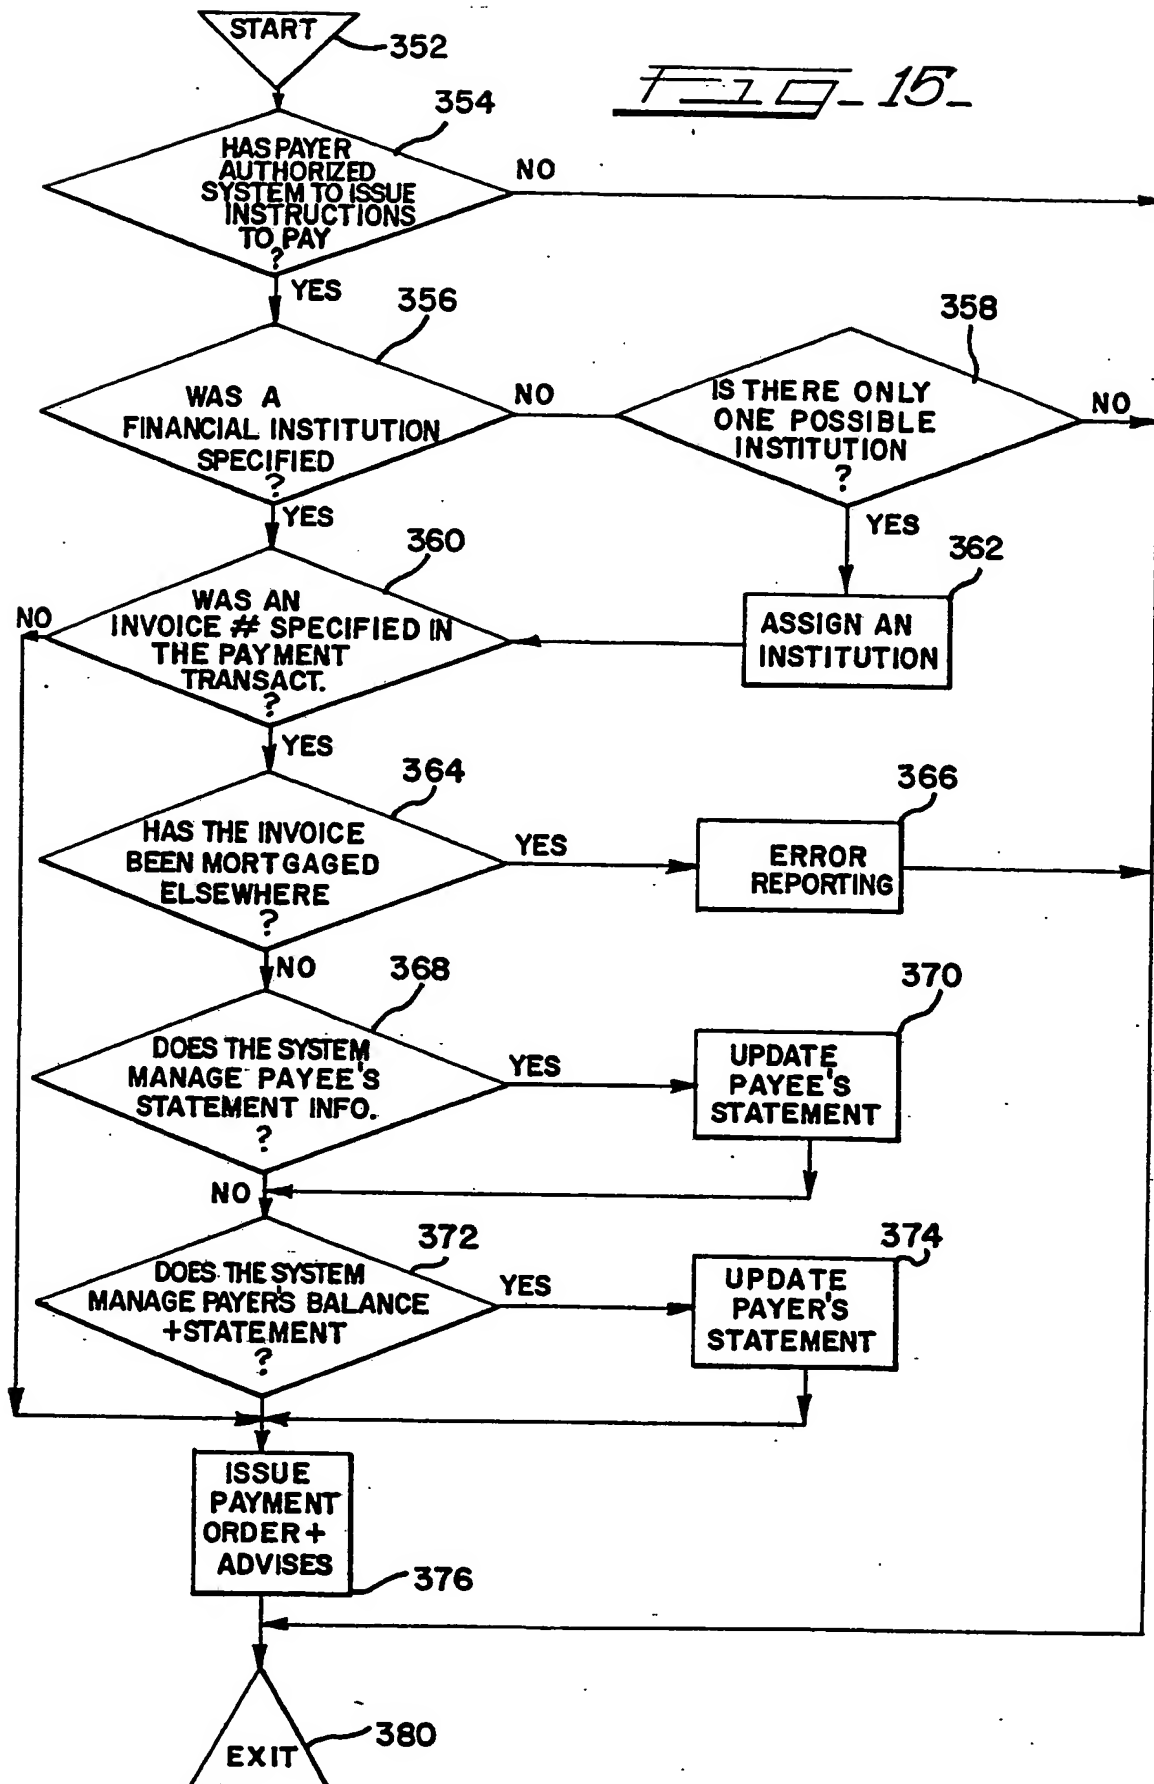 START
352
Fig_15_
354
HAS PAYER
AUTHORIZED
SYSTEM TO ISSUE
INSTRUCTIONS
TO PAY
?
NO
YES
356
358
WAS A
FINANCIAL INSTITUTION
SPECIFIED
?
NO
IS THERE ONLY
ONE POSSIBLE
INSTITUTION
?
NO
YES
YES
360
362
WAS AN
INVOICE # SPECIFIED IN
THE PAYMENT
TRANSACT.
?
NO
ASSIGN AN
INSTITUTION
YES
364
366
HAS THE INVOICE
BEEN MORTGAGED
ELSEWHERE
?
YES
ERROR
REPORTING
NO
368
370
DOES THE SYSTEM
MANAGE PAYEE'S
STATEMENT INFO.
?
YES
UPDATE
PAYEE'S
STATEMENT
NO
372
374
DOES THE SYSTEM
MANAGE PAYER'S BALANCE
+STATEMENT
?
YES
UPDATE
PAYER'S
STATEMENT
ISSUE
PAYMENT
ORDER +
ADVISES
376
EXIT
380